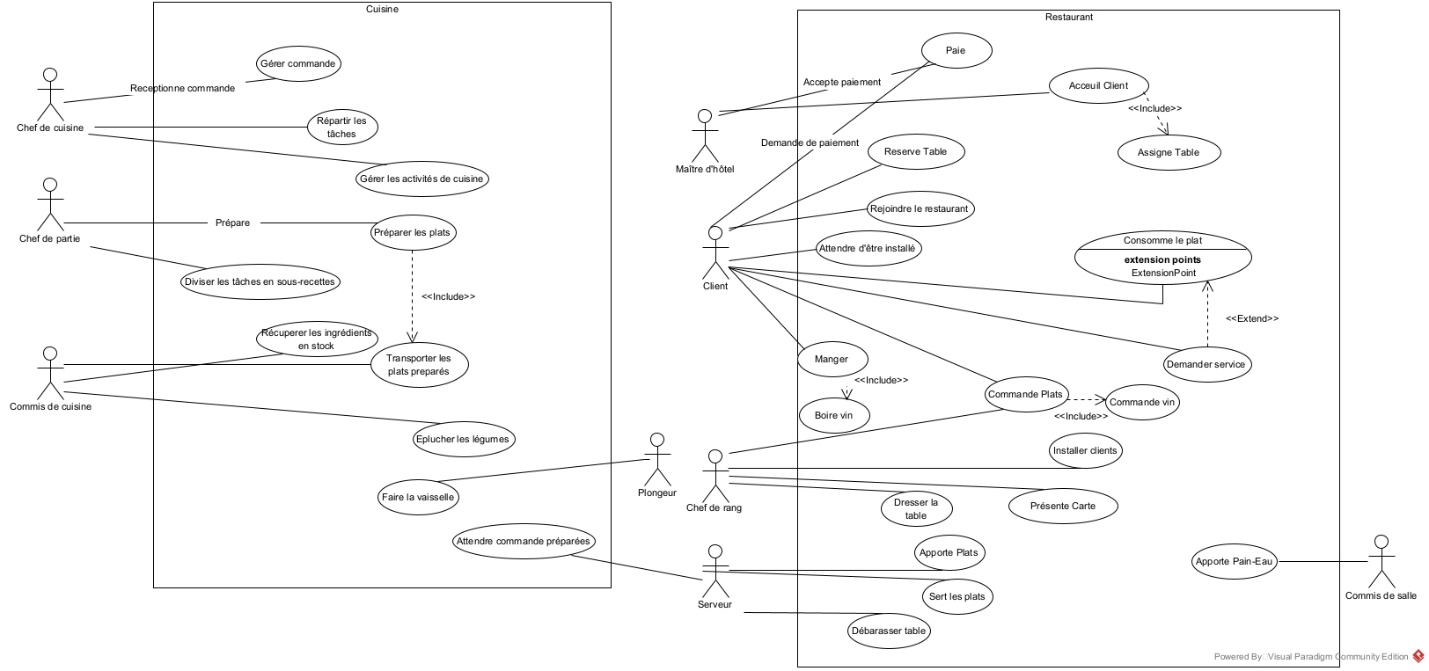 Cuisine
Gérer commande
Receptionne commande
Chef de cuisine
Répartir les
tâches
Gérer les activités de cuisine
Chef de partie
Prépare
Préparer les plats
Diviser les tâches en sous-recettes
<<Include>>
Récuperer les ingrédients
en stock
Transporter les
plats preparés
Commis de cuisine
Eplucher les légumes
Faire la vaisselle
Plongeur
Attendre commande préparées
Restaurant
Paie
Accepte paiement
Acceuil Client
<<Include>>
Assigne Table
Maître d'hôtel
Demande de paiement
Reserve Table
Rejoindre le restaurant
Attendre d'être installé
Client
Consomme le plat
extension points
ExtensionPoint
<<Extend>>
Demander service
Manger
<<Include>>
Boire vin
Commande Plats
<<Include>>
Commande vin
Installer clients
Chef de rang
Dresser la
table
Présente Carte
Apporte Plats
Sert les plats
Serveur
Débarasser table
Apporte Pain-Eau
Commis de salle
Powered By Visual Paradigm Community Edition